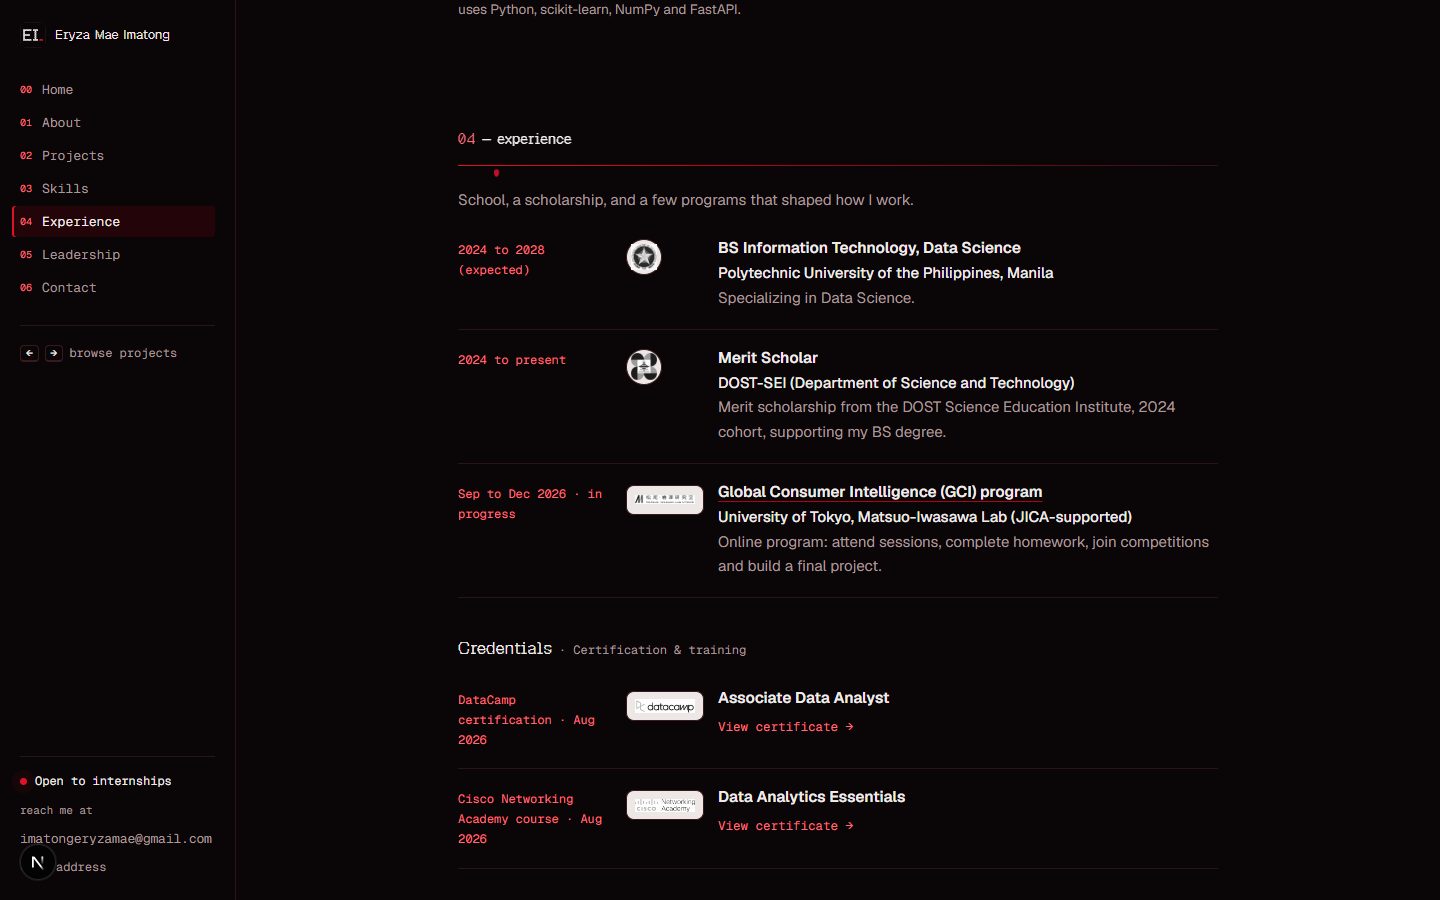 EI.
Eryza Mae Imatong
00 Home
01 About
02 Projects
03 Skills
04 Experience
05 Leadership
06 Contact
← → browse projects
Open to internships
reach me at
imatongeryzamae@gmail.com
N
address
uses Python, scikit-learn, NumPy and FastAPI.
04 — experience
School, a scholarship, and a few programs that shaped how I work.
2024 to 2028
(expected)
BS Information Technology, Data Science
Polytechnic University of the Philippines, Manila
Specializing in Data Science.
2024 to present
Merit Scholar
DOST-SEI (Department of Science and Technology)
Merit scholarship from the DOST Science Education Institute, 2024
cohort, supporting my BS degree.
Sep to Dec 2026 · in
progress
Global Consumer Intelligence (GCI) program
University of Tokyo, Matsuo-Iwasawa Lab (JICA-supported)
Online program: attend sessions, complete homework, join competitions
and build a final project.
Credentials · Certification & training
DataCamp
certification · Aug
2026
datacamp
Associate Data Analyst
View certificate →
Cisco Networking
Academy course · Aug
2026
cisco Networking
Academy
Data Analytics Essentials
View certificate →